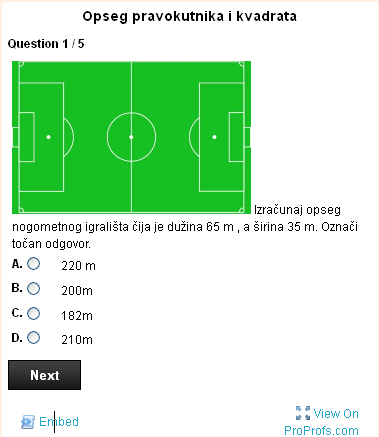 Opseg pravokutnika i kvadrata
Question 1 / 5
Izračunaj opseg
nogometnog igrališta čija je dužina 65 m , a širina 35 m. Označi
točan odgovor.
A. 220 m
B. 200m
C. 182m
D. 210m
Next
Embed
View On
ProProfs.com